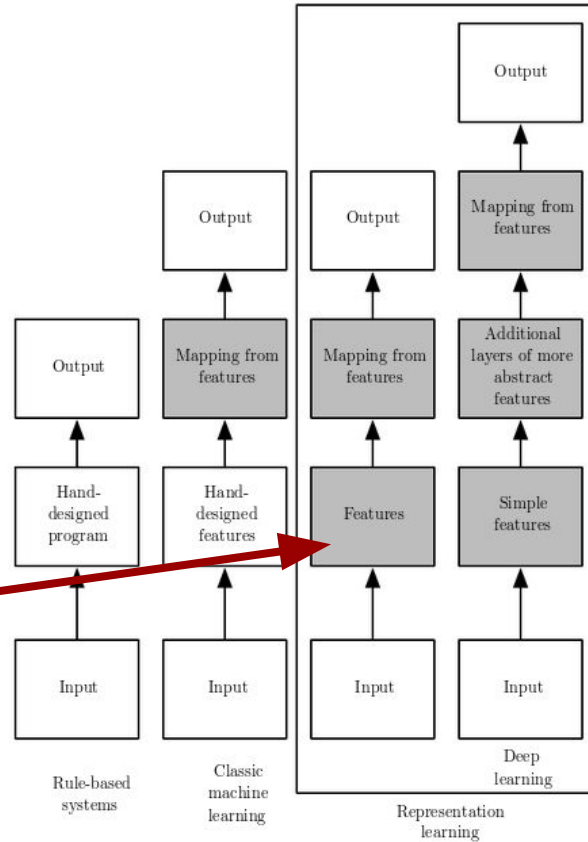 Output
Hand-
designed
program
Input
Rule-based
systems
Output
Mapping from
features
Hand-
designed
features
Input
Classic
machine
learning
Output
Mapping from
features
Features
Input
Output
Mapping from
features
Additional
layers of more
abstract
features
Simple
features
Input
Deep
learning
Representation
learning